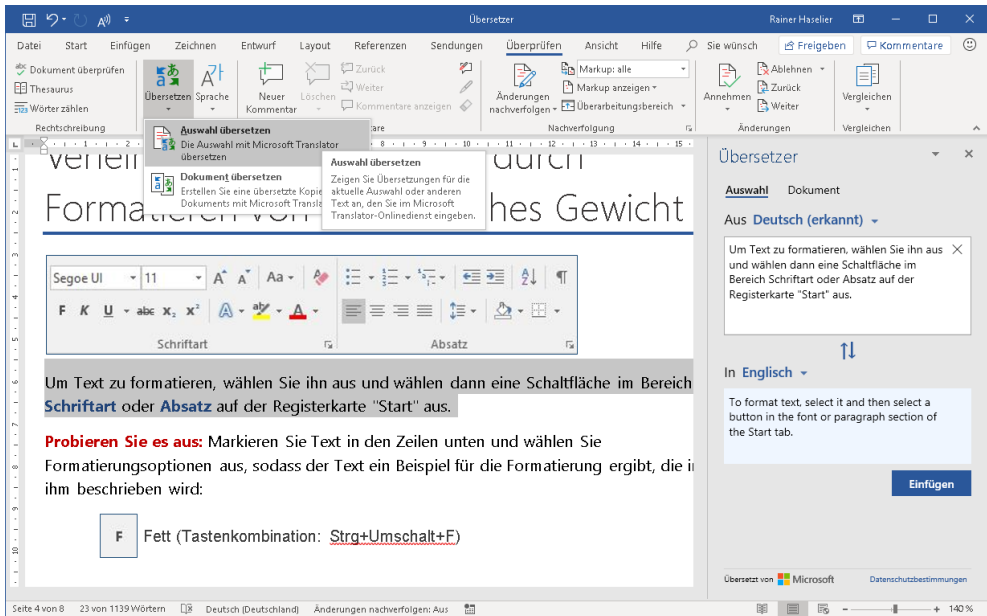 Übersetzer
Rainer Haselier
Datei Start Einfügen Zeichnen Entwurf Layout Referenzen Sendungen Überprüfen Ansicht Hilfe Sie wünsch Freigeben Kommentare
Dokument überprüfen
Thesaurus
Wörter zählen
Rechtschreibung
Übersetzen
Sprache
Neuer
Kommentar
Löschen
Zurück
Weiter
Kommentare anzeigen
Änderungen
nachverfolgen
Markup: alle
Markup anzeigen
Überarbeitungsbereich
Nachverfolgung
Annehmen
Ablehnen
Zurück
Weiter
Änderungen
Vergleichen
Vergleichen
Auswahl übersetzen
Die Auswahl mit Microsoft Translator
übersetzen
Dokument übersetzen
Erstellen Sie eine übersetzte Kopie
Dokuments mit Microsoft
Auswahl übersetzen
Zeigen Sie Übersetzungen für die
aktuelle Auswahl oder anderen
Text an, den Sie im Microsoft
Translator-Onlinedienst eingeben.
durch
hes Gewicht
Segoe UI 11 A A Aa
F K U abc x₂ x² A aby A
Schriftart
Absatz
Um Text zu formatieren, wählen Sie ihn aus und wählen dann eine Schaltfläche im Bereich
Schriftart oder Absatz auf der Registerkarte "Start" aus.
Probieren Sie es aus: Markieren Sie Text in den Zeilen unten und wählen Sie
Formatierungsoptionen aus, sodass der Text ein Beispiel für die Formatierung ergibt, die
ihm beschrieben wird:
F Fett (Tastenkombination: Strg+Umschalt+F)
Übersetzer
Auswahl Dokument
Aus Deutsch (erkannt)
Um Text zu formatieren, wählen Sie ihn aus
und wählen dann eine Schaltfläche im
Bereich Schriftart oder Absatz auf der
Registerkarte "Start" aus.
In Englisch
To format text, select it and then select a
button in the font or paragraph section of
the Start tab.
Einfügen
Übersetzt von Microsoft
Datenschutzbestimmungen
Seite 4 von 8 23 von 1139 Wörtern Deutsch (Deutschland) Änderungen nachverfolgen: Aus 140 %